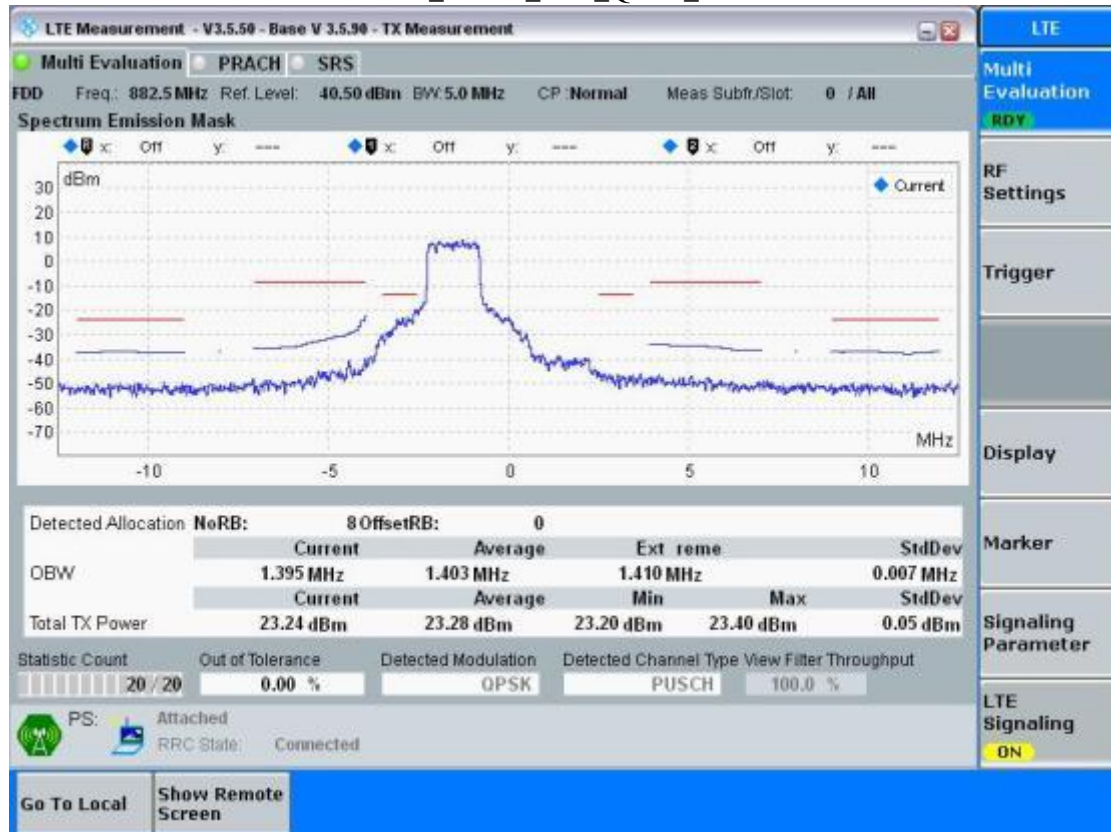 LTE Measurement - V3.5.50 - Base V 3.5.90 - TX Measurement
LTE
Multi Evaluation PRACH SRS
Multi
Evaluation
RDY
FDD Freq.: 882.5 MHz Ref. Level: 40.50 dBm BW: 5.0 MHz CP :Normal Meas Subfr./Slot: 0 / All
Spectrum Emission Mask
x: Off y: --- x: Off y: --- x: Off y: ---
dBm
Current
30
20
10
0
-10
-20
-30
-40
-50
-60
-70
MHz
-10 -5 0 5 10
RF
Settings
Trigger
Display
Marker
Signaling
Parameter
LTE
Signaling
ON
Detected Allocation NoRB: 8 OffsetRB: 0
Current Average Ext reme StdDev
OBW 1.395 MHz 1.403 MHz 1.410 MHz 0.007 MHz
Current Average Min Max StdDev
Total TX Power 23.24 dBm 23.28 dBm 23.20 dBm 23.40 dBm 0.05 dBm
Statistic Count Out of Tolerance Detected Modulation Detected Channel Type View Filter Throughput
20 / 20 0.00 % QPSK PUSCH 100.0 %
PS: Attached
RRC State: Connected
Go To Local
Show Remote
Screen